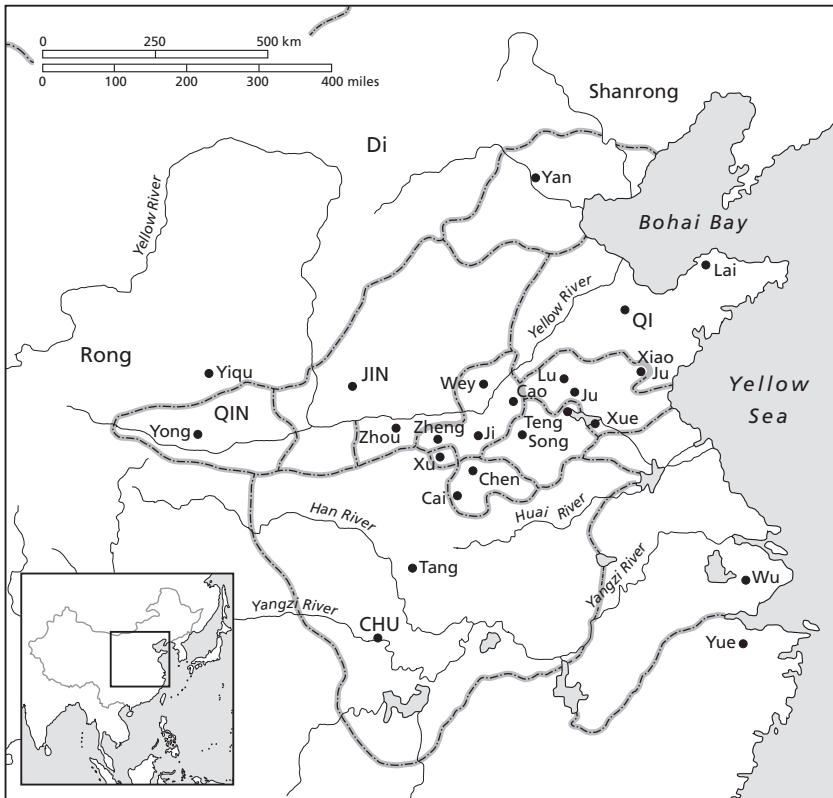 0 250 500 km
0 100 200 300 400 miles
Shanrong
Di
Yan
Yellow River
Bohai Bay
Lai
Yellow River
QI
Rong
Yiqu
JIN
Wey
Lu
Xiao
Ju
Cao
Ju
Yellow
Sea
QIN
Yong
Zhou
Zheng
Ji
Teng
Song
Xue
Xu
Chen
Cai
Han River
Huai River
Tang
Yangzi River
Wu
Yangzi River
CHU
Yue